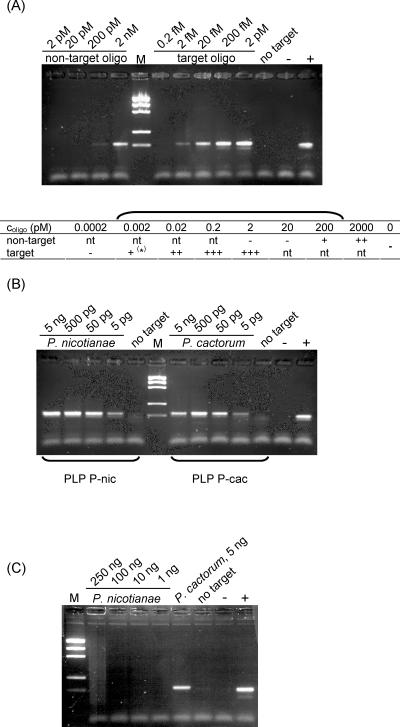 (A)
2 pM 20 pM 200 pM 2 nM M 0.2 fM 2 fM 20 fM 200 fM 2 pM no target - +
non-target oligo target oligo
coligo (pM) 0.0002 0.002 0.02 0.2 2 20 200 2000 0
non-target nt nt nt nt - - + ++ -
target - + (*) ++ +++ +++ nt nt nt
(B)
5 ng 500 pg 50 pg 5 pg no target M 5 ng 500 pg 50 pg 5 pg no target - +
P. nicotianae P. cactorum
PLP P-nic PLP P-cac
(C)
M 250 ng 100 ng 10 ng 1 ng P. cactorum, 5 ng no target - +
P. nicotianae